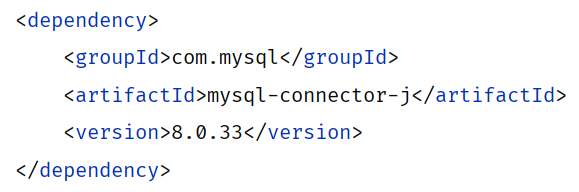 <dependency>
    <groupId>com.mysql</groupId>
    <artifactId>mysql-connector-j</artifactId>
    <version>8.0.33</version>
</dependency>